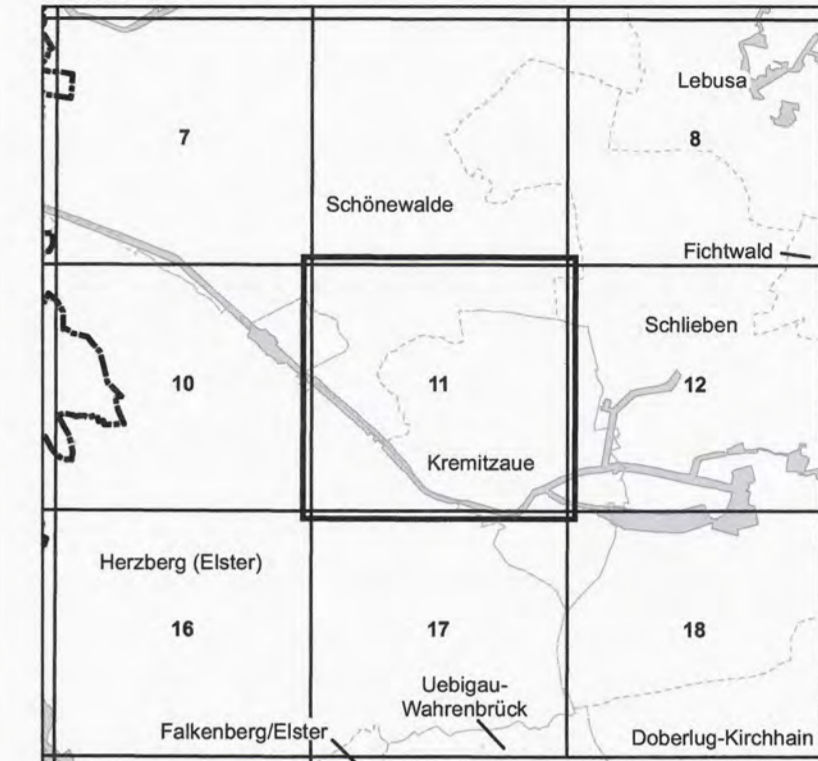 Lebusa
7
8
Schönewalde
Fichtwald
Schlieben
10
11
12
Kremitzaue
Herzberg (Elster)
16
17
18
Uebigau-
Wahrenbrück
Falkenberg/Elster
Doberlug-Kirchhain